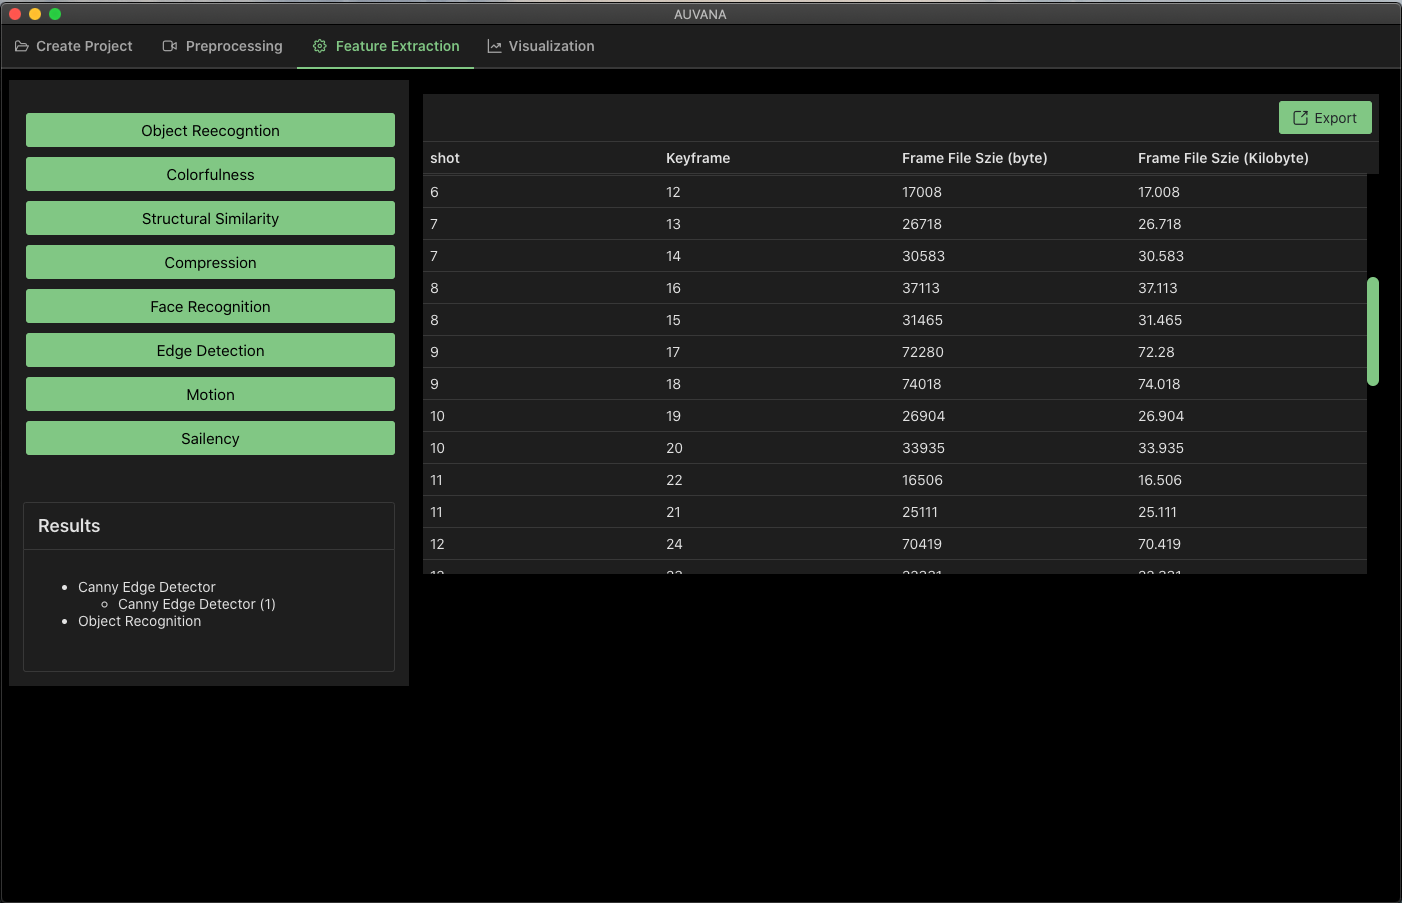 AUVANA
Create Project Preprocessing Feature Extraction Visualization
Object Reecogntion
Colorfulness
Structural Similarity
Compression
Face Recognition
Edge Detection
Motion
Sailency
Results
Canny Edge Detector
Canny Edge Detector (1)
Object Recognition
Export
shot Keyframe Frame File Szie (byte) Frame File Szie (Kilobyte)
6 12 17008 17.008
7 13 26718 26.718
7 14 30583 30.583
8 16 37113 37.113
8 15 31465 31.465
9 17 72280 72.28
9 18 74018 74.018
10 19 26904 26.904
10 20 33935 33.935
11 22 16506 16.506
11 21 25111 25.111
12 24 70419 70.419